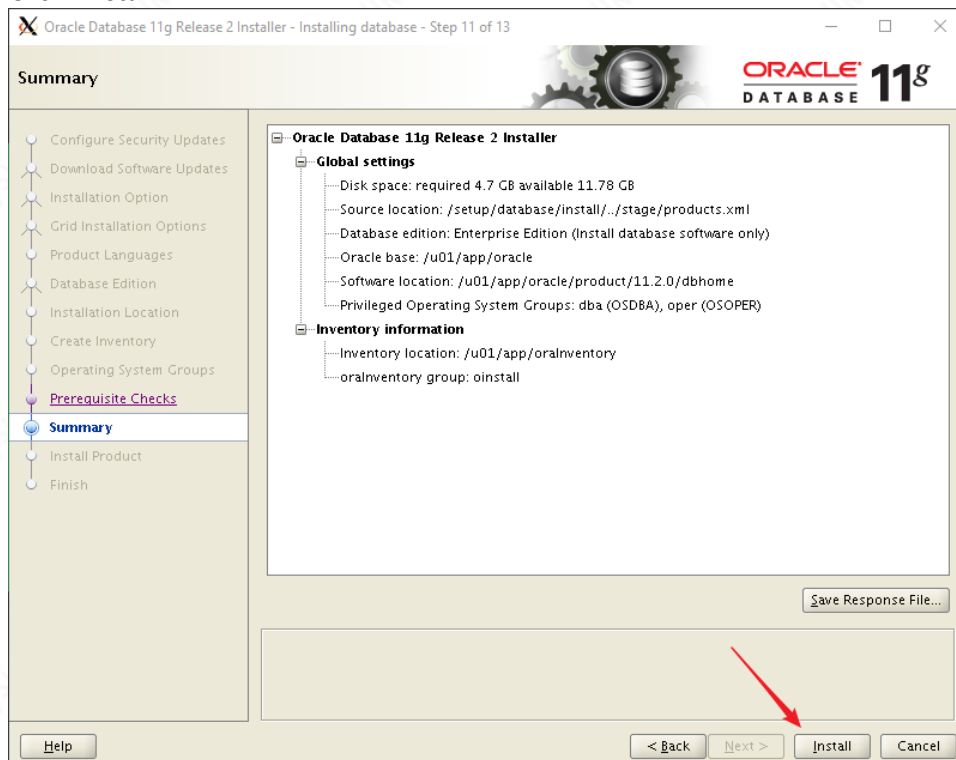 Oracle Database 11g Release 2 Installer - Installing database - Step 11 of 13
Summary
ORACLE
DATABASE
11g
Configure Security Updates
Download Software Updates
Installation Option
Grid Installation Options
Product Languages
Database Edition
Installation Location
Create Inventory
Operating System Groups
Prerequisite Checks
Summary
Install Product
Finish
Oracle Database 11g Release 2 Installer
Global settings
Disk space: required 4.7 GB available 11.78 GB
Source location: /setup/database/install/../stage/products.xml
Database edition: Enterprise Edition (Install database software only)
Oracle base: /u01/app/oracle
Software location: /u01/app/oracle/product/11.2.0/dbhome
Privileged Operating System Groups: dba (OSDBA), oper (OSOPER)
Inventory information
Inventory location: /u01/app/oraInventory
oraInventory group: oinstall
Save Response File...
Help
< Back
Next >
Install
Cancel